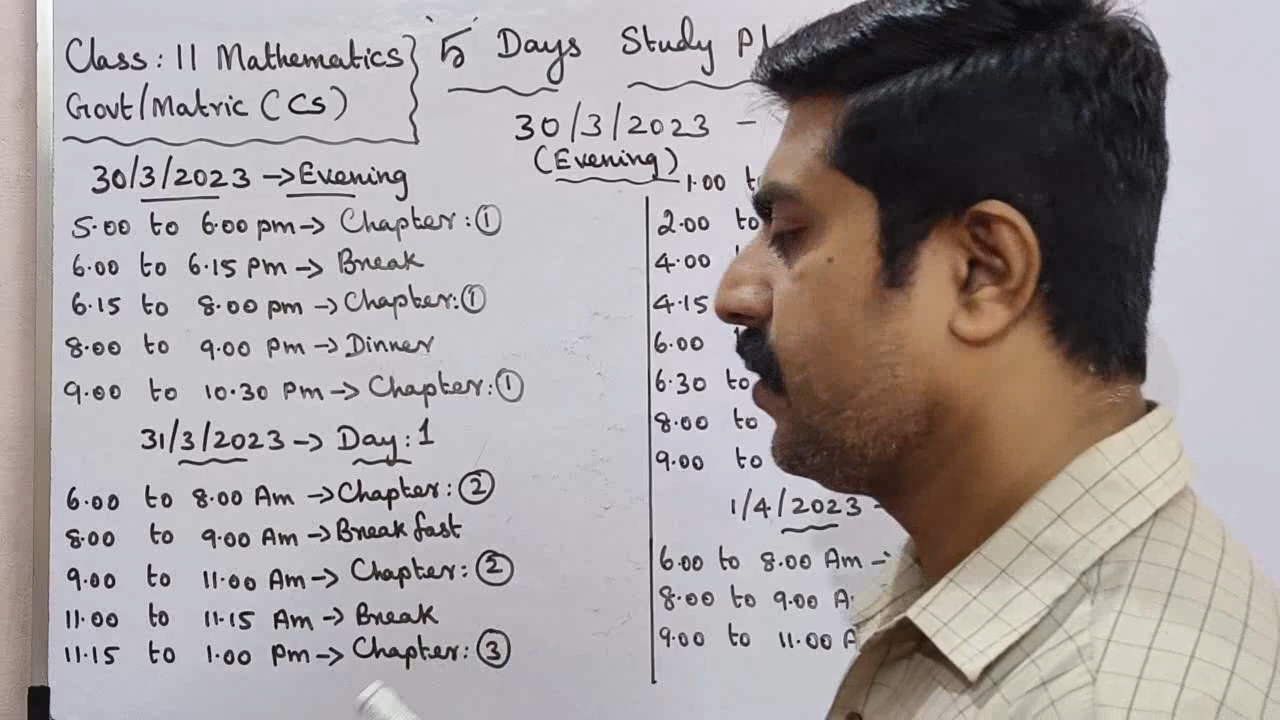 Class: 11 Mathematics
Govt/Matric (CS)
5 Days Study
30/3/2023 → Evening
5.00 to 6.00 pm → Chapter: ①
6.00 to 6.15 Pm → Break
6.15 to 8.00 pm → Chapter: ①
8.00 to 9.00 Pm → Dinner
9.00 to 10.30 Pm → Chapter: ①
31/3/2023 → Day: 1
6.00 to 8.00 Am → Chapter: ②
8.00 to 9.00 Am → Break fast
9.00 to 11.00 Am → Chapter: ②
11.00 to 11.15 Am → Break
11.15 to 1.00 Pm → Chapter: ③
30/3/2023 -
(Evening)
1.00
2.00 to
4.00
4.15
6.00
6.30 to
8.00 to
9.00 to
1/4/2023 -
6.00 to 8.00 Am -
8.00 to 9.00
9.00 to 11.00